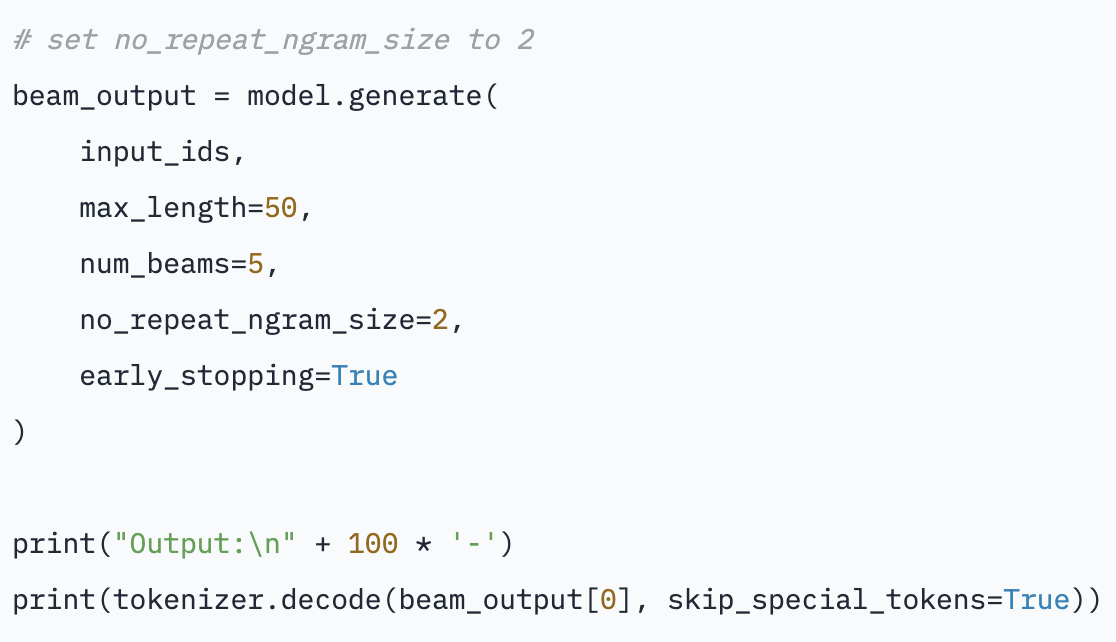 # set no_repeat_ngram_size to 2
beam_output = model.generate(
    input_ids,
    max_length=50,
    num_beams=5,
    no_repeat_ngram_size=2,
    early_stopping=True
)

print("Output:\n" + 100 * '-')
print(tokenizer.decode(beam_output[0], skip_special_tokens=True))